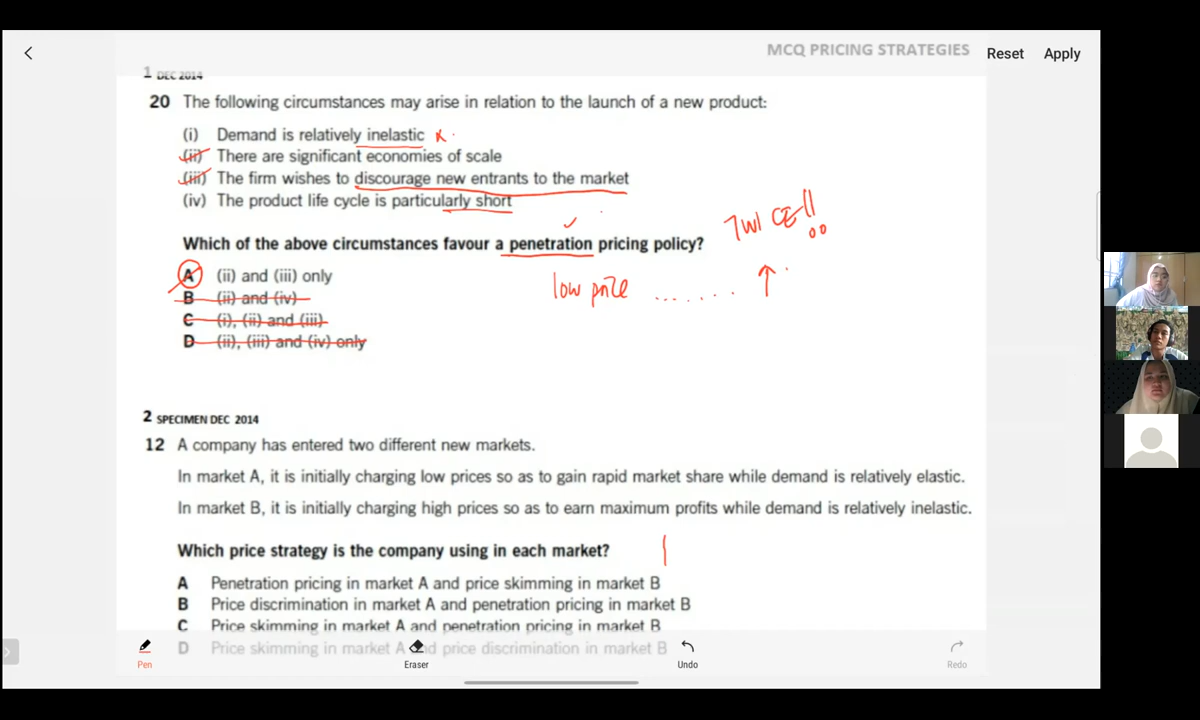 MCQ PRICING STRATEGIES
Reset Apply
1 DEC 2014
20 The following circumstances may arise in relation to the launch of a new product:
(i) Demand is relatively inelastic x
(ii) There are significant economies of scale
(iii) The firm wishes to discourage new entrants to the market
(iv) The product life cycle is particularly short
Which of the above circumstances favour a penetration pricing policy?
A (ii) and (iii) only
B (ii) and (iv)
C (i), (ii) and (iii)
D (ii), (iii) and (iv) only
low price ....... ↑
2 SPECIMEN DEC 2014
12 A company has entered two different new markets.
In market A, it is initially charging low prices so as to gain rapid market share while demand is relatively elastic.
In market B, it is initially charging high prices so as to earn maximum profits while demand is relatively inelastic.
Which price strategy is the company using in each market?
A Penetration pricing in market A and price skimming in market B
B Price discrimination in market A and penetration pricing in market B
C Price skimming in market A and penetration pricing in market B
D Price skimming in market A and price discrimination in market B
Pen Eraser Undo Redo